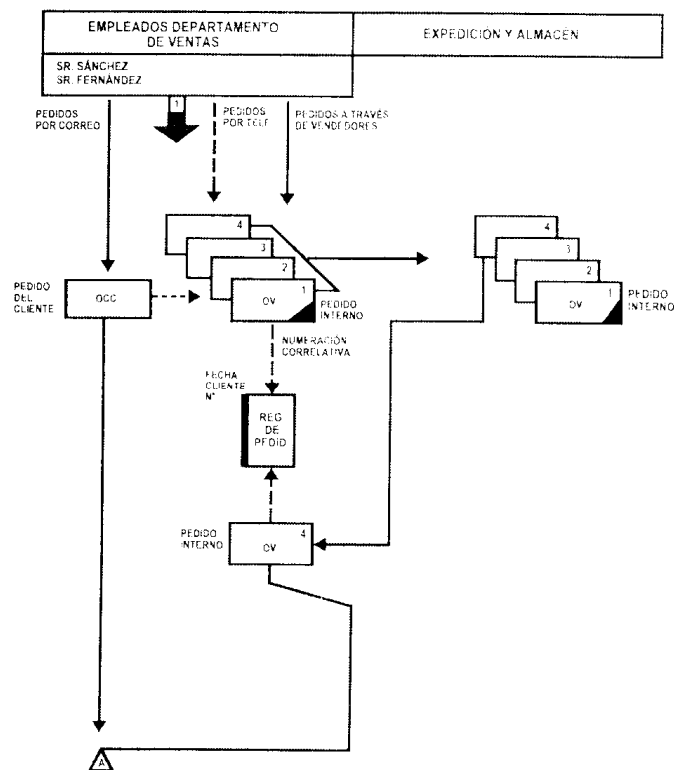 EMPLEADOS DEPARTAMENTO
DE VENTAS
EXPEDICIÓN Y ALMACÉN
SR. SÁNCHEZ
SR. FERNÁNDEZ
PEDIDOS
POR CORREO
1
PEDIDOS
POR TELF
PEDIDOS A TRAVÉS
DE VENDEDORES
4
3
2
1
OV
PEDIDO
INTERNO
4
3
2
1
OV
PEDIDO
INTERNO
PEDIDO
DEL
CLIENTE
OCC
NUMERACIÓN
CORRELATIVA
FECHA
CLIENTE
N°
REG
DE
PEDID
PEDIDO
INTERNO
4
OV
A